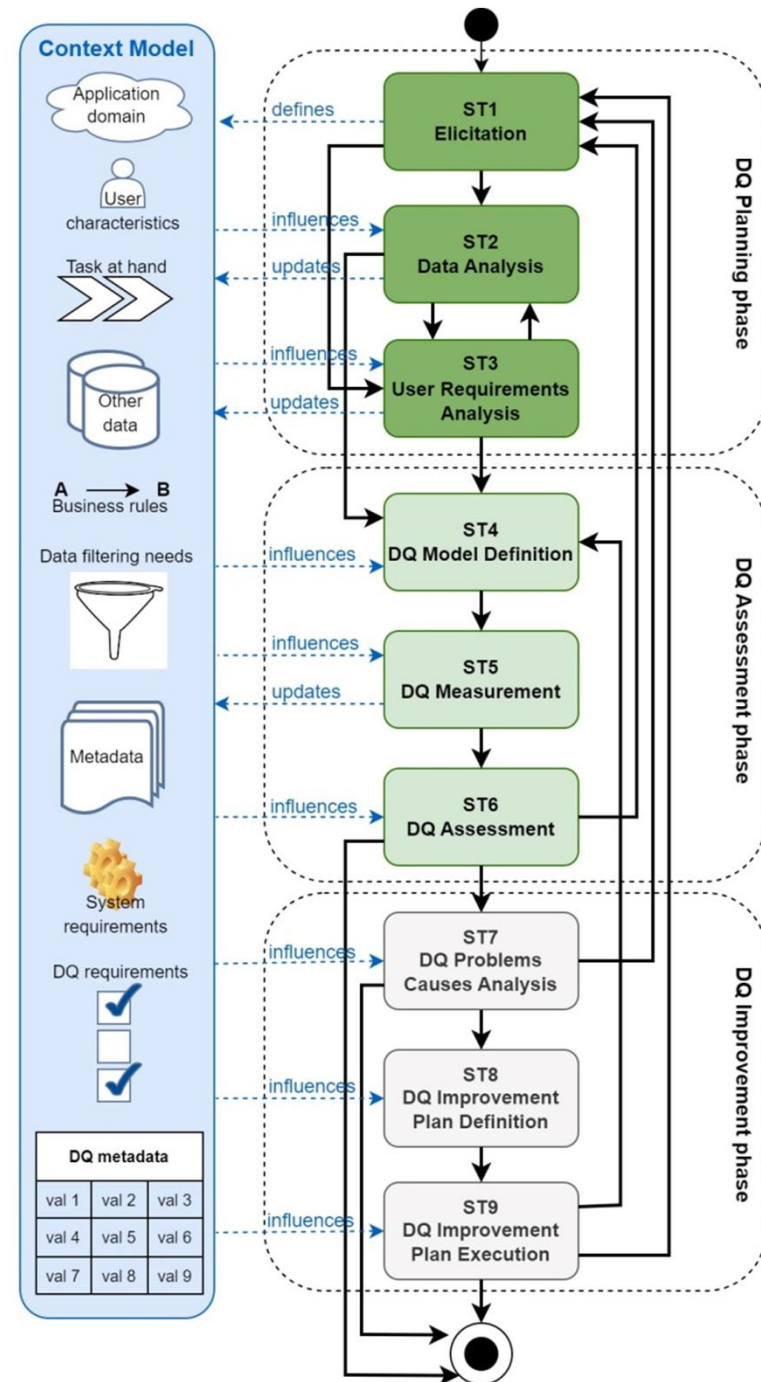 Context Model
Application
domain
User
characteristics
Task at hand
Other
data
A B
Business rules
Data filtering needs
Metadata
System
requirements
DQ requirements
DQ metadata
val 1 val 2 val 3
val 4 val 5 val 6
val 7 val 8 val 9
defines
influences
updates
influences
updates
influences
influences
updates
influences
influences
influences
influences
ST1
Elicitation
ST2
Data Analysis
ST3
User Requirements
Analysis
ST4
DQ Model Definition
ST5
DQ Measurement
ST6
DQ Assessment
ST7
DQ Problems
Causes Analysis
ST8
DQ Improvement
Plan Definition
ST9
DQ Improvement
Plan Execution
DQ Planning phase
DQ Assessment phase
DQ Improvement phase